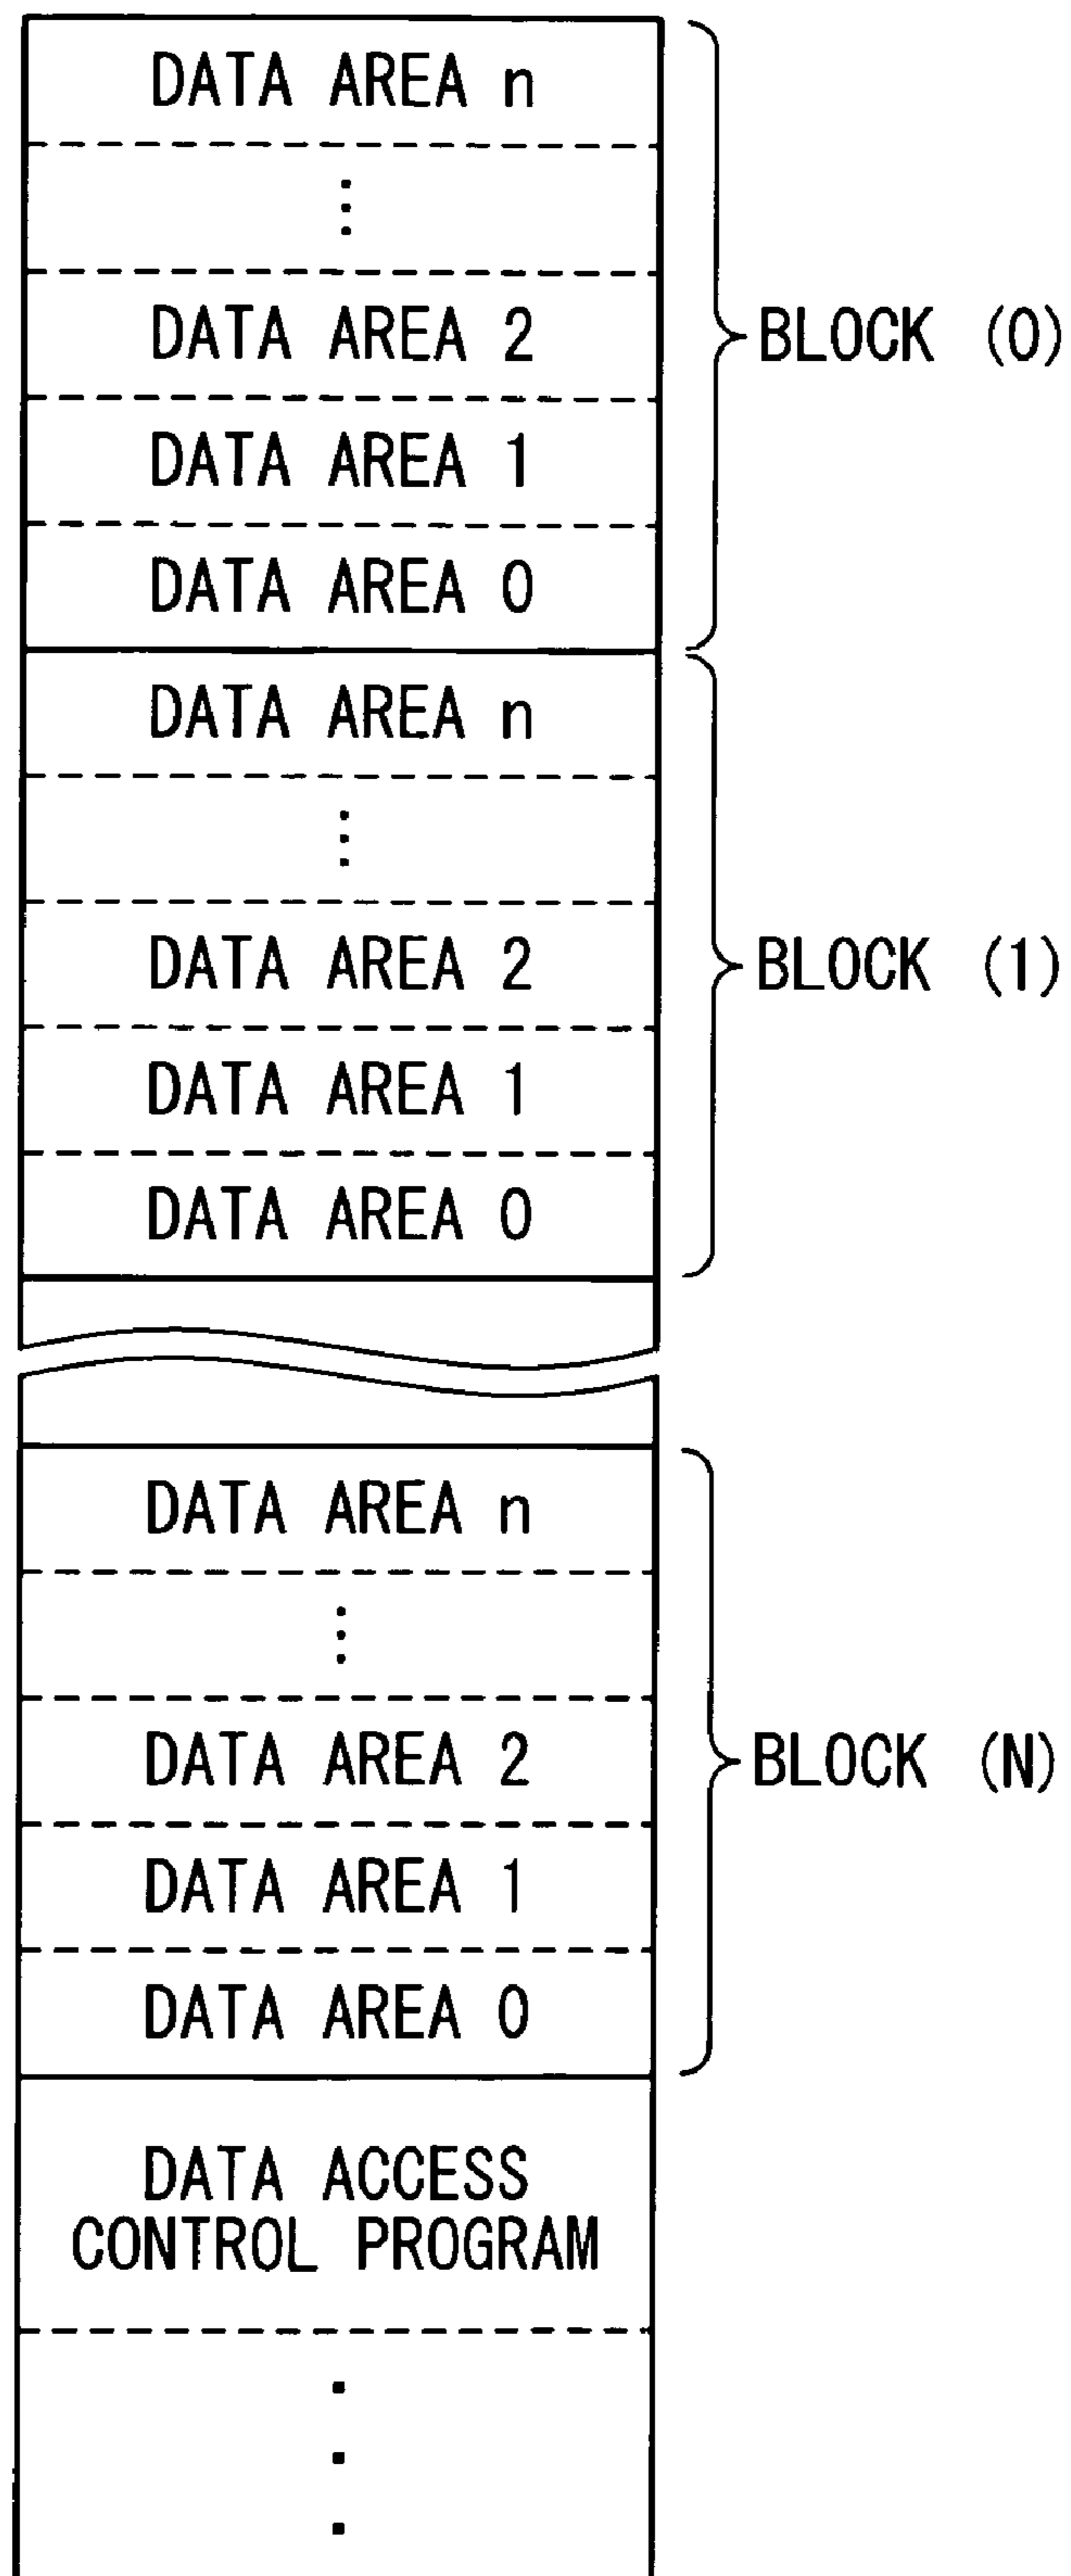 DATA AREA n
⋮
DATA AREA 2
BLOCK (0)
DATA AREA 1
DATA AREA 0
DATA AREA n
⋮
DATA AREA 2
BLOCK (1)
DATA AREA 1
DATA AREA 0
DATA AREA n
⋮
DATA AREA 2
BLOCK (N)
DATA AREA 1
DATA AREA 0
DATA ACCESS
CONTROL PROGRAM
⋮